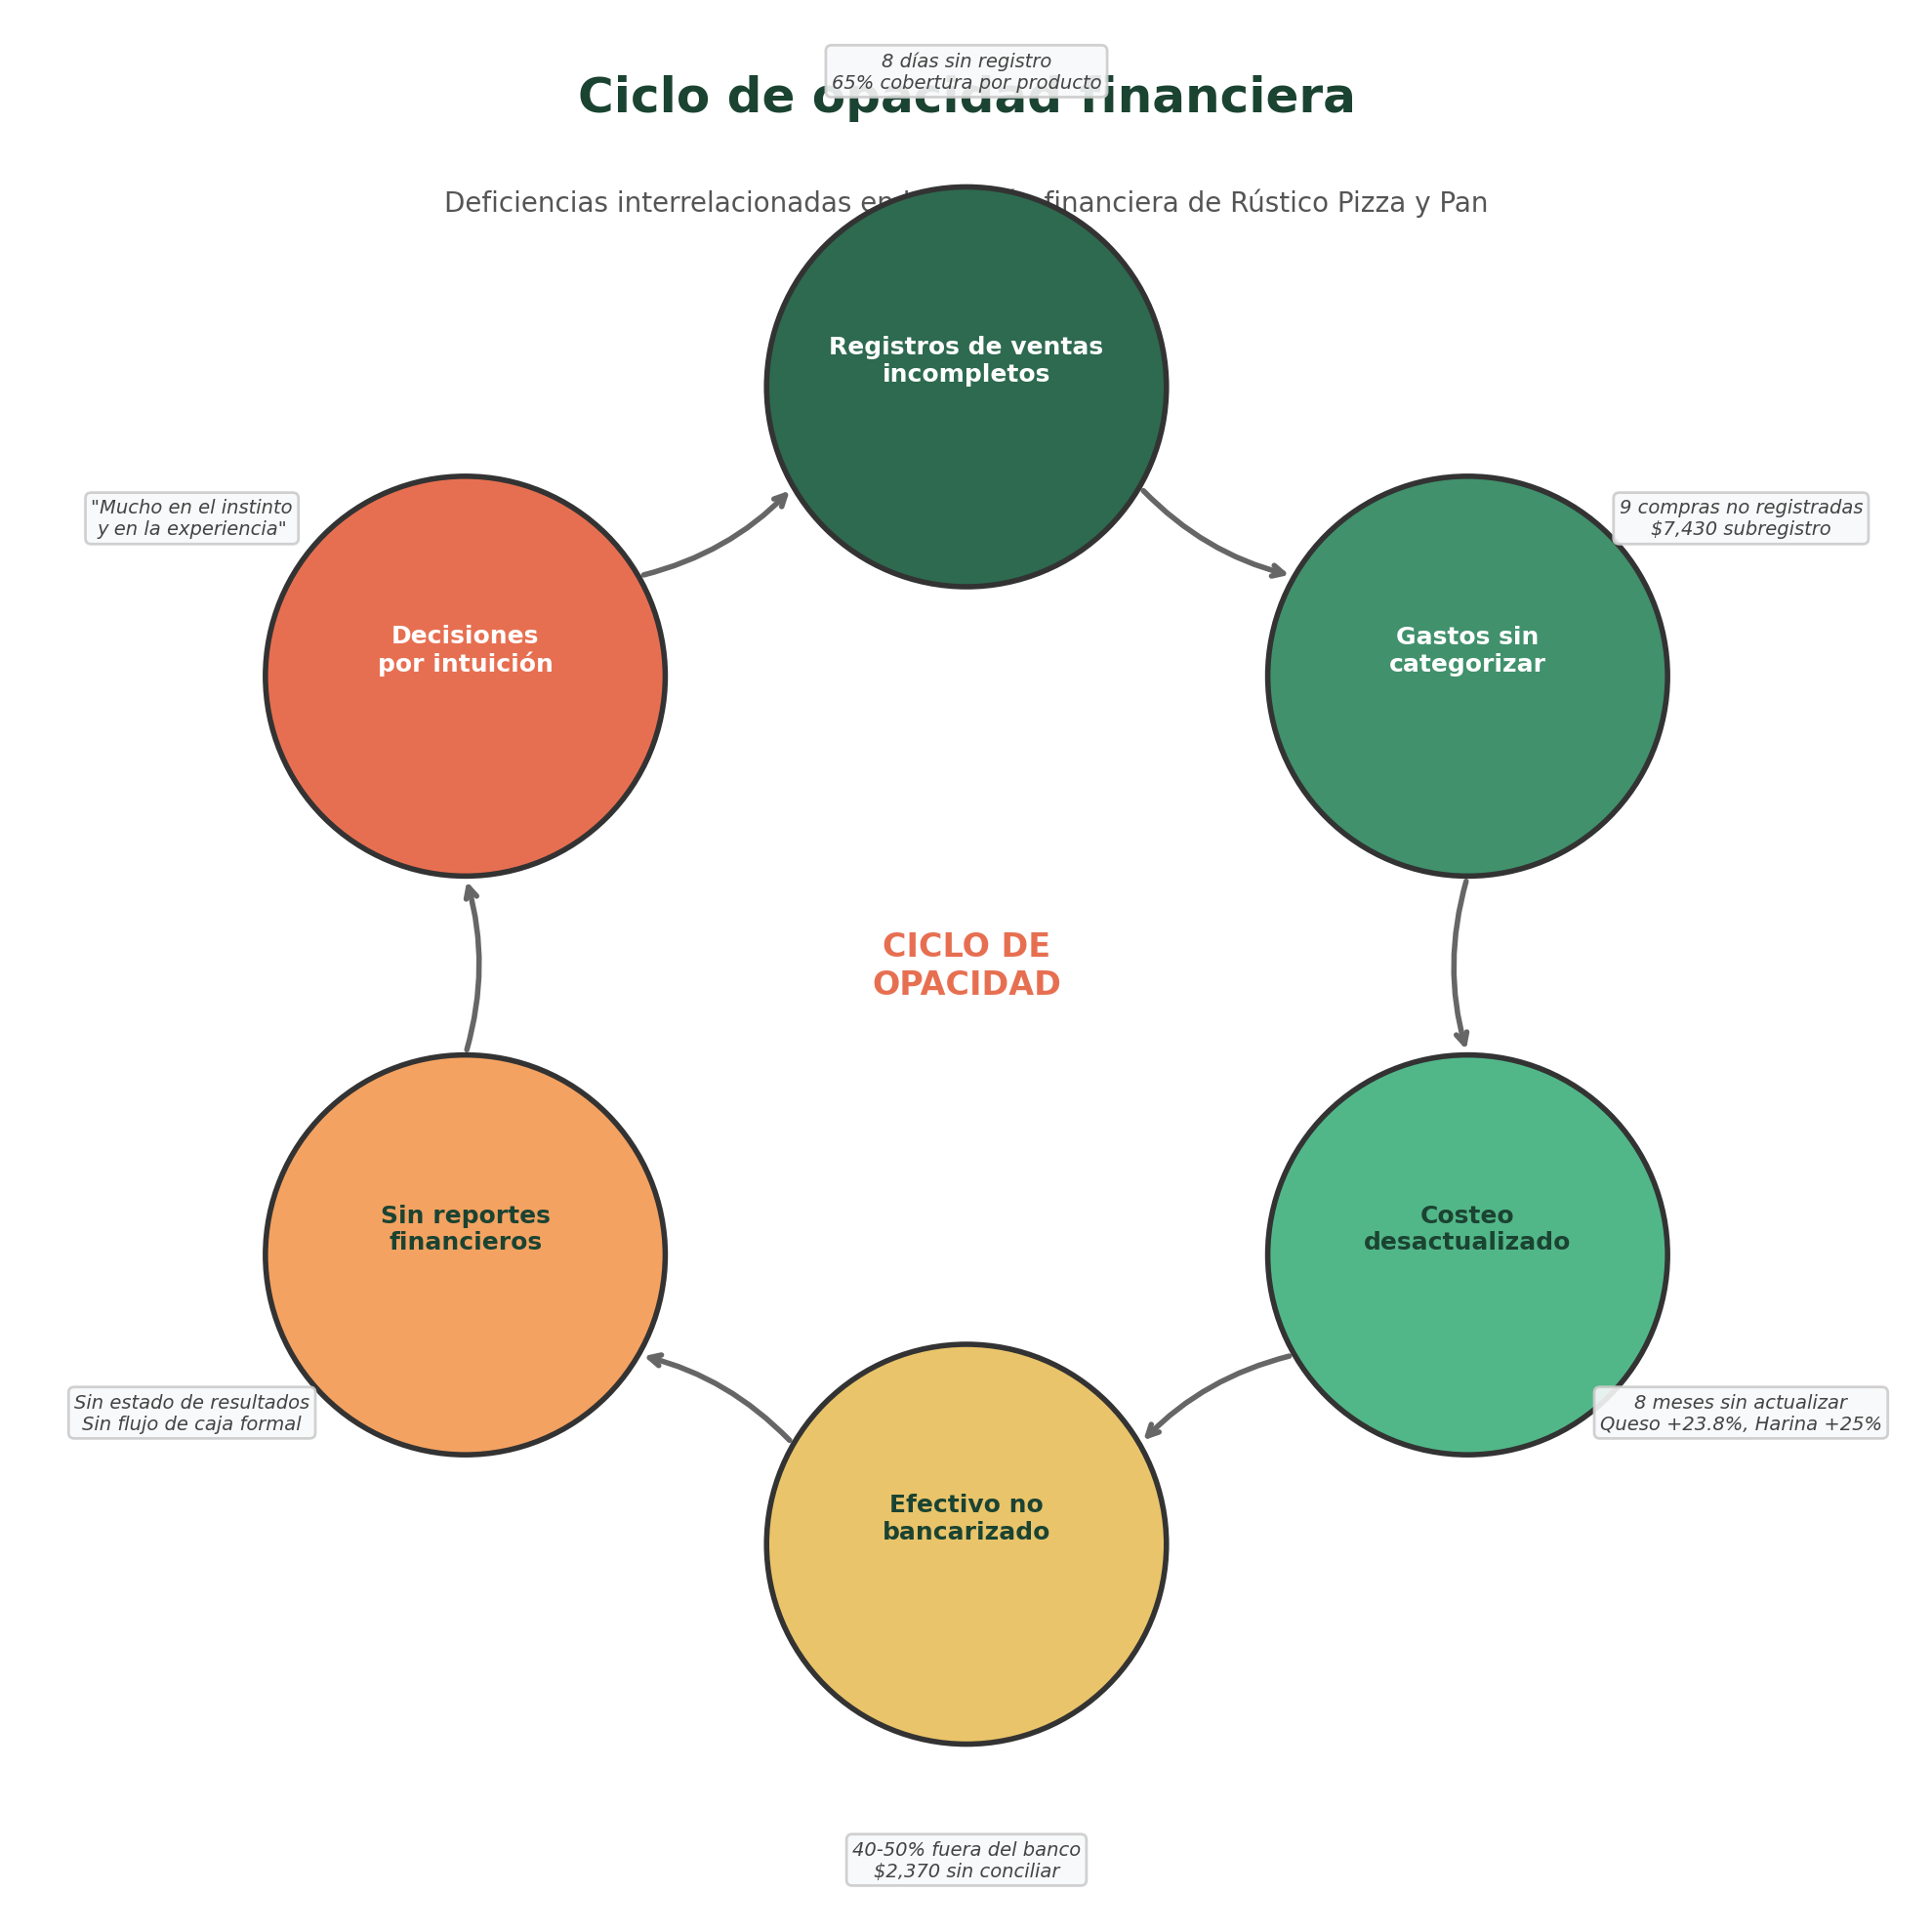 8 días sin registro
65% cobertura por producto
Ciclo de opacidad financiera
Deficiencias interrelacionadas en financiera de Rústico Pizza y Pan
Registros de ventas
incompletos
"Mucho en el instinto
y en la experiencia"
9 compras no registradas
$7,430 subregistro
Decisiones
por intuición
Gastos sin
categorizar
CICLO DE
OPACIDAD
Sin reportes
financieros
Costeo
desactualizado
Sin estado de resultados
Sin flujo de caja formal
8 meses sin actualizar
Queso +23.8%, Harina +25%
Efectivo no
bancarizado
40-50% fuera del banco
$2,370 sin conciliar